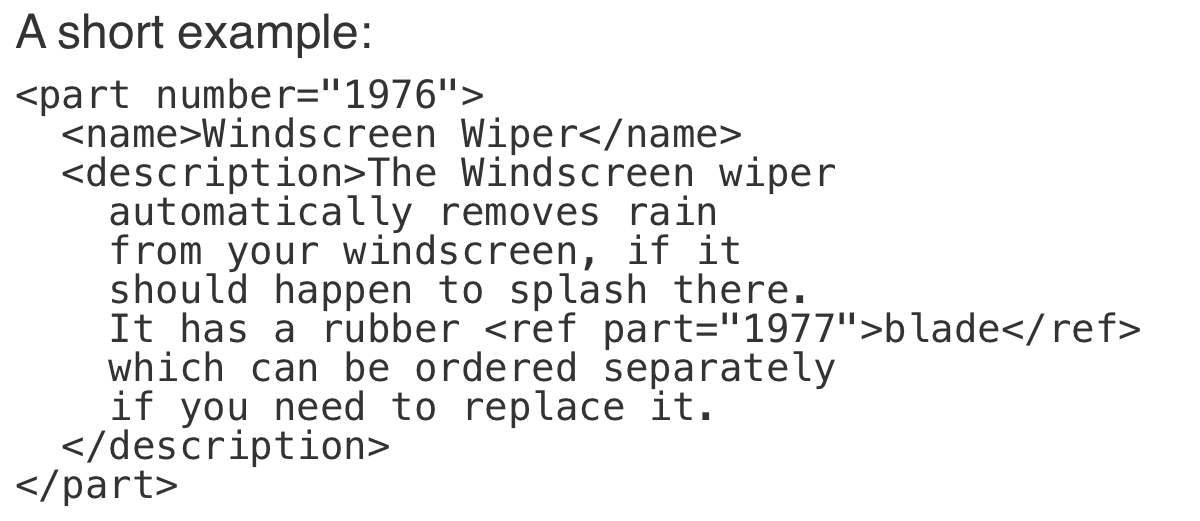 A short example:
<part number="1976">
  <name>Windscreen Wiper</name>
  <description>The Windscreen wiper
    automatically removes rain
    from your windscreen, if it
    should happen to splash there.
    It has a rubber <ref part="1977">blade</ref>
    which can be ordered separately
    if you need to replace it.
  </description>
</part>